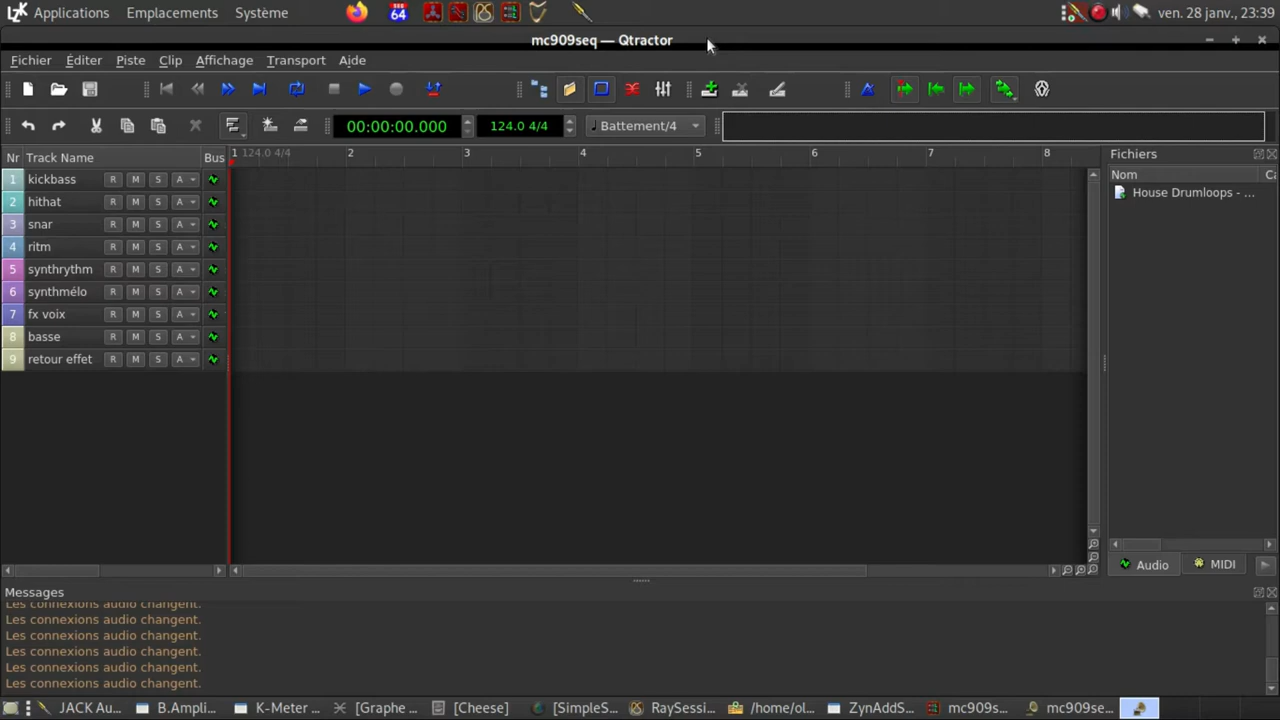 Applications Emplacements Système 64 ven. 28 janv., 23:39
mc909seq — Qtractor
Fichier Éditer Piste Clip Affichage Transport Aide
00:00:00.000 124.0 4/4 Battement/4
Nr Track Name Bus 1 124.0 4/4 2 3 4 5 6 7 8 Fichiers
Nom C
1 kickbass R M S A House Drumloops - ...
2 hithat R M S A
3 snar R M S A
4 ritm R M S A
5 synthrythm R M S A
6 synthmélo R M S A
7 fx voix R M S A
8 basse R M S A
9 retour effet R M S A
Audio MIDI
Messages
Les connexions audio changent.
Les connexions audio changent.
Les connexions audio changent.
Les connexions audio changent.
Les connexions audio changent.
Les connexions audio changent.
JACK Au... B.Ampli... K-Meter ... [Graphe ... [Cheese] [SimpleS... RaySessi... /home/ol... ZynAddS... mc909s... mc909se...